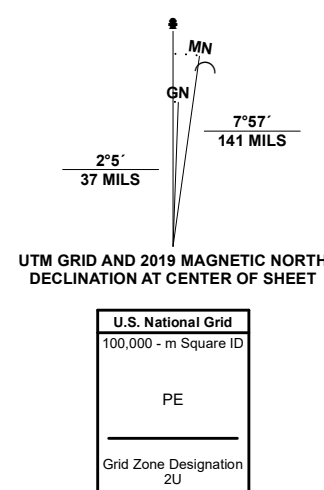 MN
GN
7°57´
141 MILS
2°5´
37 MILS
UTM GRID AND 2019 MAGNETIC NORTH
DECLINATION AT CENTER OF SHEET
U.S. National Grid
100,000 - m Square ID
PE
Grid Zone Designation
2U